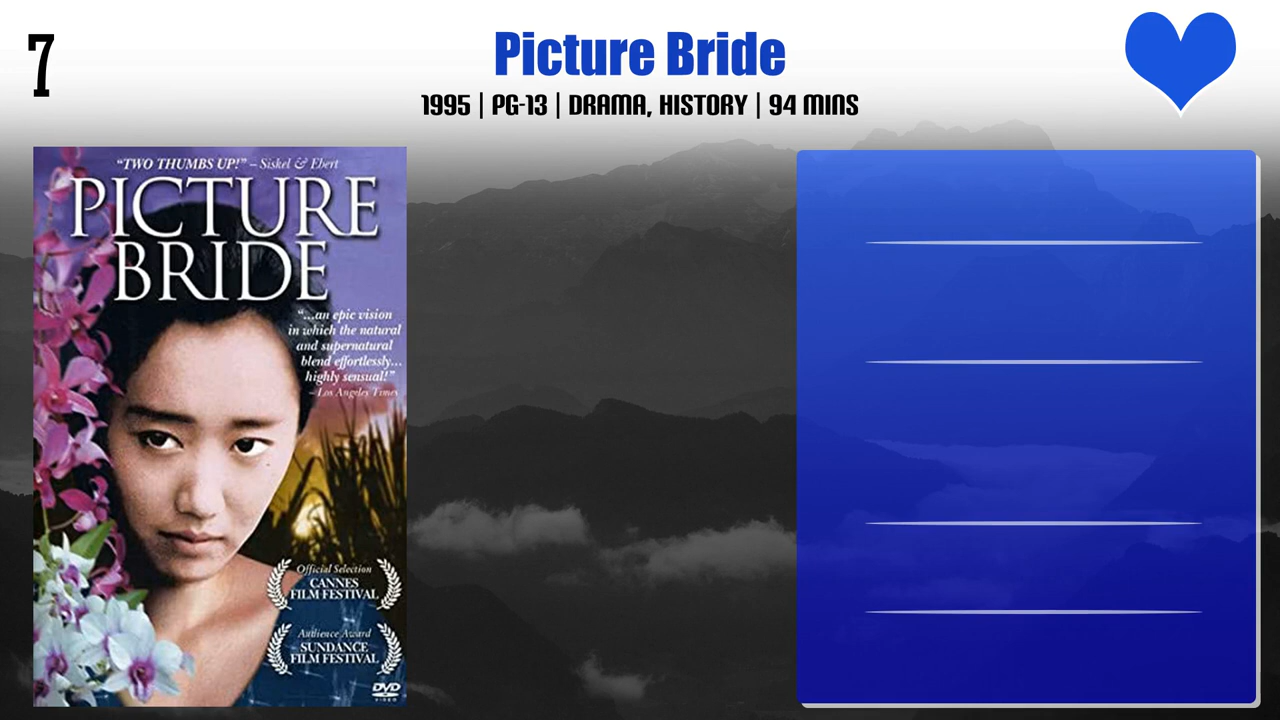 7
Picture Bride
1995 | PG-13 | DRAMA, HISTORY | 94 MINS
“TWO THUMBS UP!” – Siskel & Ebert
PICTURE
BRIDE
“...an epic vision
in which the natural
and supernatural
blend effortlessly...
highly sensual!”
– Los Angeles Times
Official Selection
CANNES
FILM FESTIVAL
Audience Award
SUNDANCE
FILM FESTIVAL
DVD
VIDEO